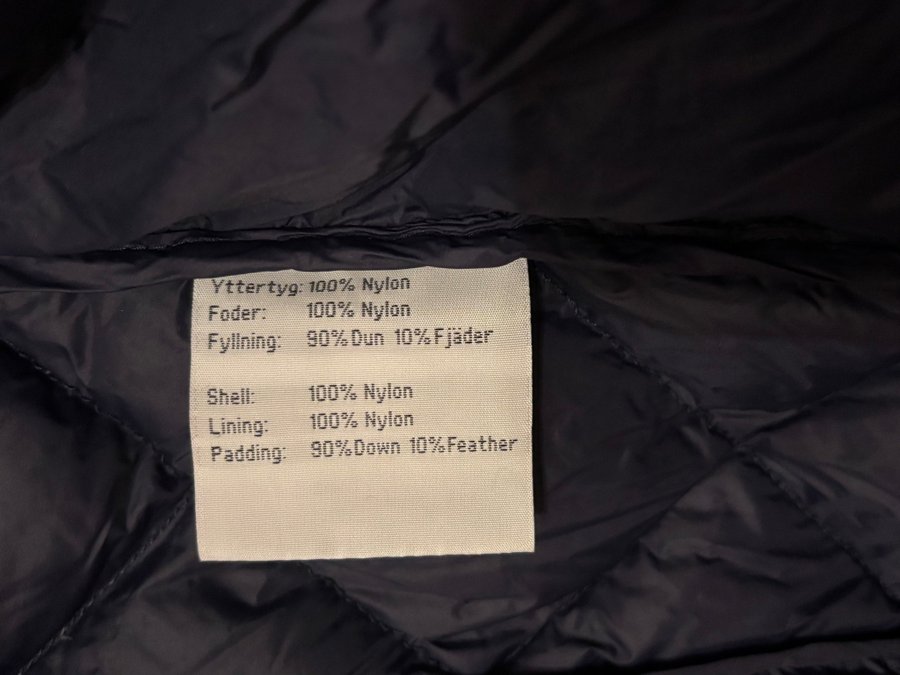 Yttertyg: 100% Nylon
Foder: 100% Nylon
Fyllning: 90%Dun 10%Fjäder
Shell: 100% Nylon
Lining: 100% Nylon
Padding: 90%Down 10%Feather